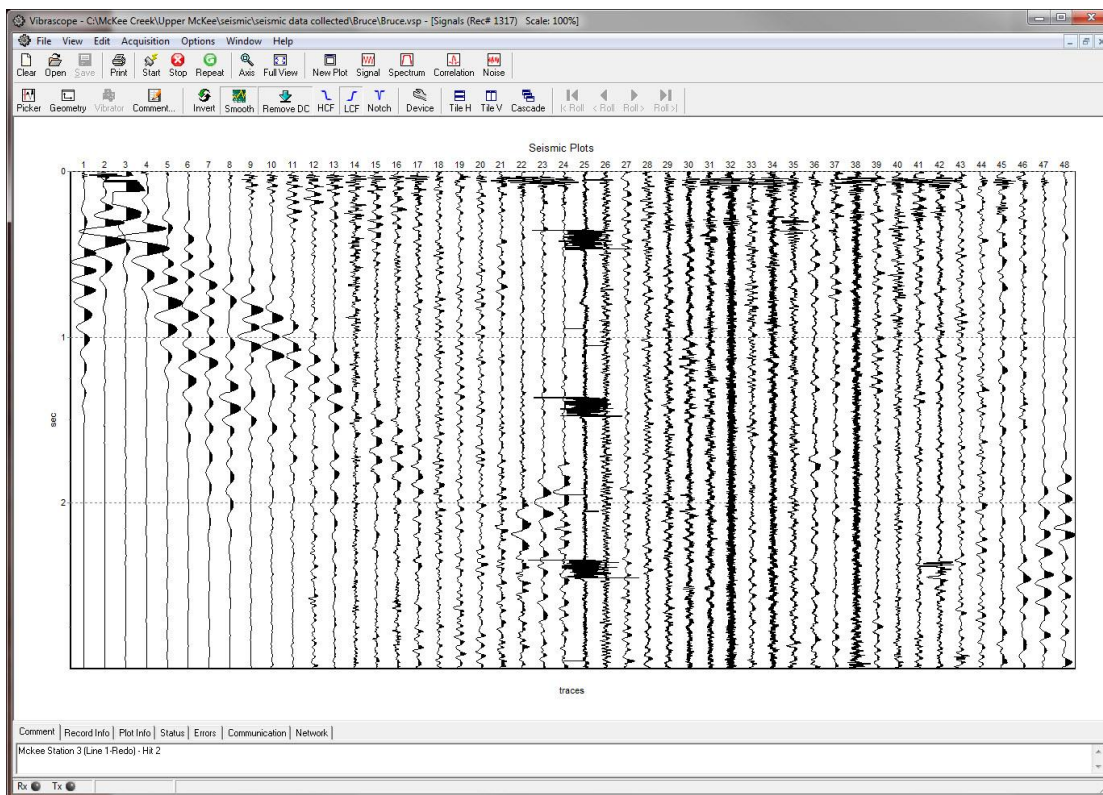 Vibrascope - C:\McKee Creek\Upper McKee\seismic\seismic data collected\Bruce\Bruce.vsp - [Signals (Rec# 1317) Scale: 100%]
File View Edit Acquisition Options Window Help
Clear Open Save Print Start Stop Repeat Axis Full View New Plot Signal Spectrum Correlation Noise
Picker Geometry Vibrator Comment... Invert Smooth Remove DC HCF LCF Notch Device Tile H Tile V Cascade |< Roll < Roll Roll > Roll >|
Seismic Plots
1 2 3 4 5 6 7 8 9 10 11 12 13 14 15 16 17 18 19 20 21 22 23 24 25 26 27 28 29 30 31 32 33 34 35 36 37 38 39 40 41 42 43 44 45 46 47 48
0
1
sec
2
traces
Comment Record Info Plot Info Status Errors Communication Network
Mckee Station 3 (Line 1-Redo) - Hit 2
Rx Tx